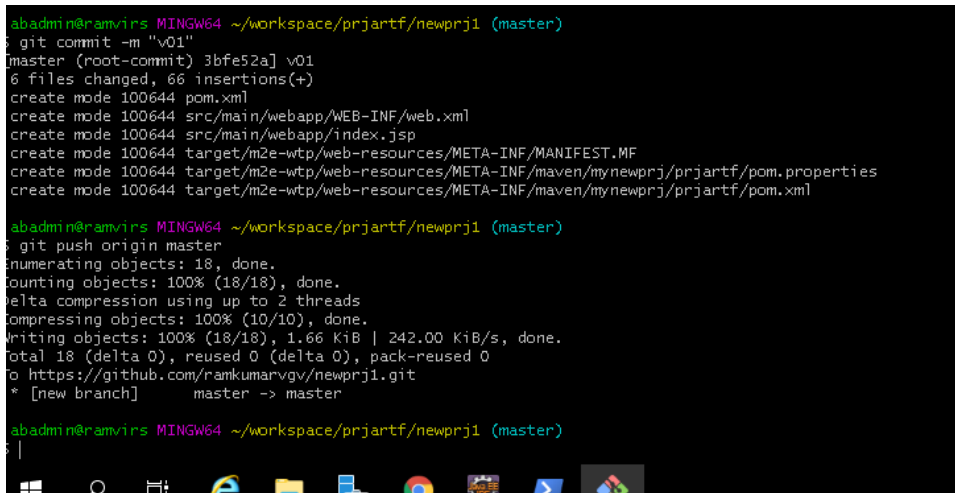 abadmin@ramvirs MINGW64 ~/workspace/prjartf/newprj1 (master)
$ git commit -m "v01"
[master (root-commit) 3bfe52a] v01
6 files changed, 66 insertions(+)
create mode 100644 pom.xml
create mode 100644 src/main/webapp/WEB-INF/web.xml
create mode 100644 src/main/webapp/index.jsp
create mode 100644 target/m2e-wtp/web-resources/META-INF/MANIFEST.MF
create mode 100644 target/m2e-wtp/web-resources/META-INF/maven/mynewprj/prjartf/pom.properties
create mode 100644 target/m2e-wtp/web-resources/META-INF/maven/mynewprj/prjartf/pom.xml
abadmin@ramvirs MINGW64 ~/workspace/prjartf/newprj1 (master)
$ git push origin master
Enumerating objects: 18, done.
Counting objects: 100% (18/18), done.
Delta compression using up to 2 threads
Compressing objects: 100% (10/10), done.
Writing objects: 100% (18/18), 1.66 KiB | 242.00 KiB/s, done.
Total 18 (delta 0), reused 0 (delta 0), pack-reused 0
To https://github.com/ramkumarvgv/newprj1.git
* [new branch] master -> master
abadmin@ramvirs MINGW64 ~/workspace/prjartf/newprj1 (master)
$